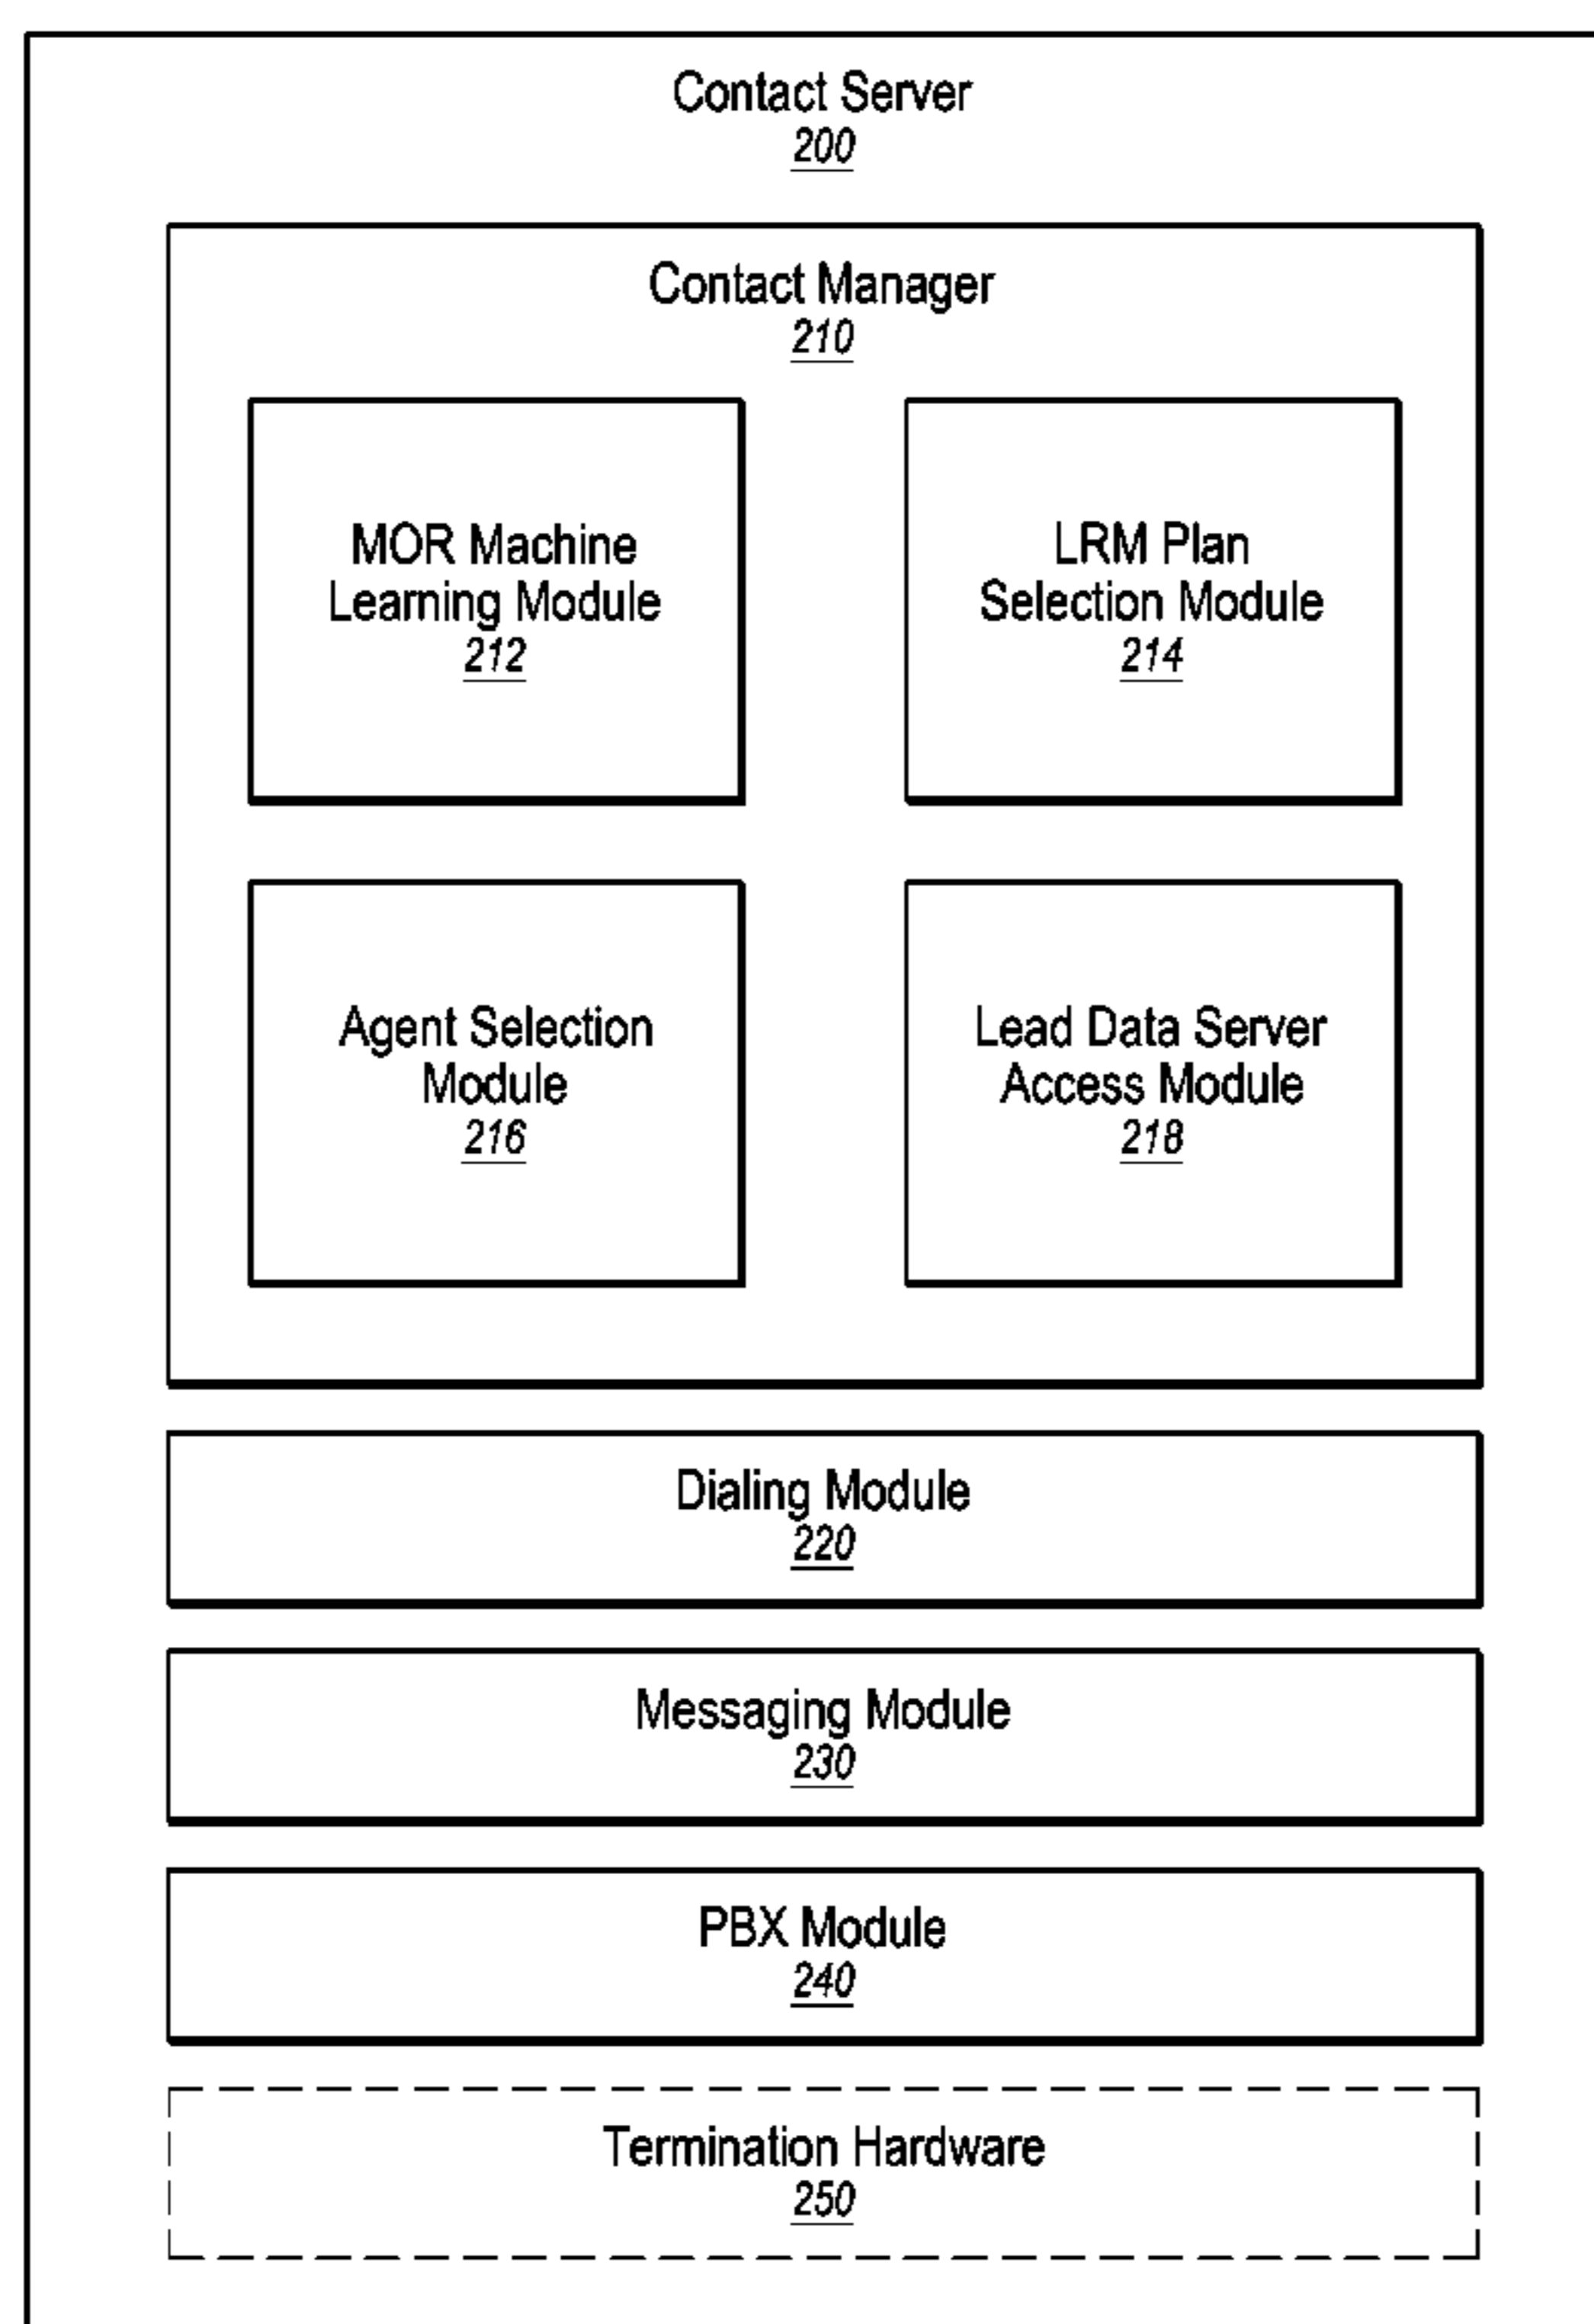 Contact Server
200
Contact Manager
210
MOR Machine
Learning Module
212
LRM Plan
Selection Module
214
Agent Selection
Module
216
Lead Data Server
Access Module
218
Dialing Module
220
Messaging Module
230
PBX Module
240
Termination Hardware
250